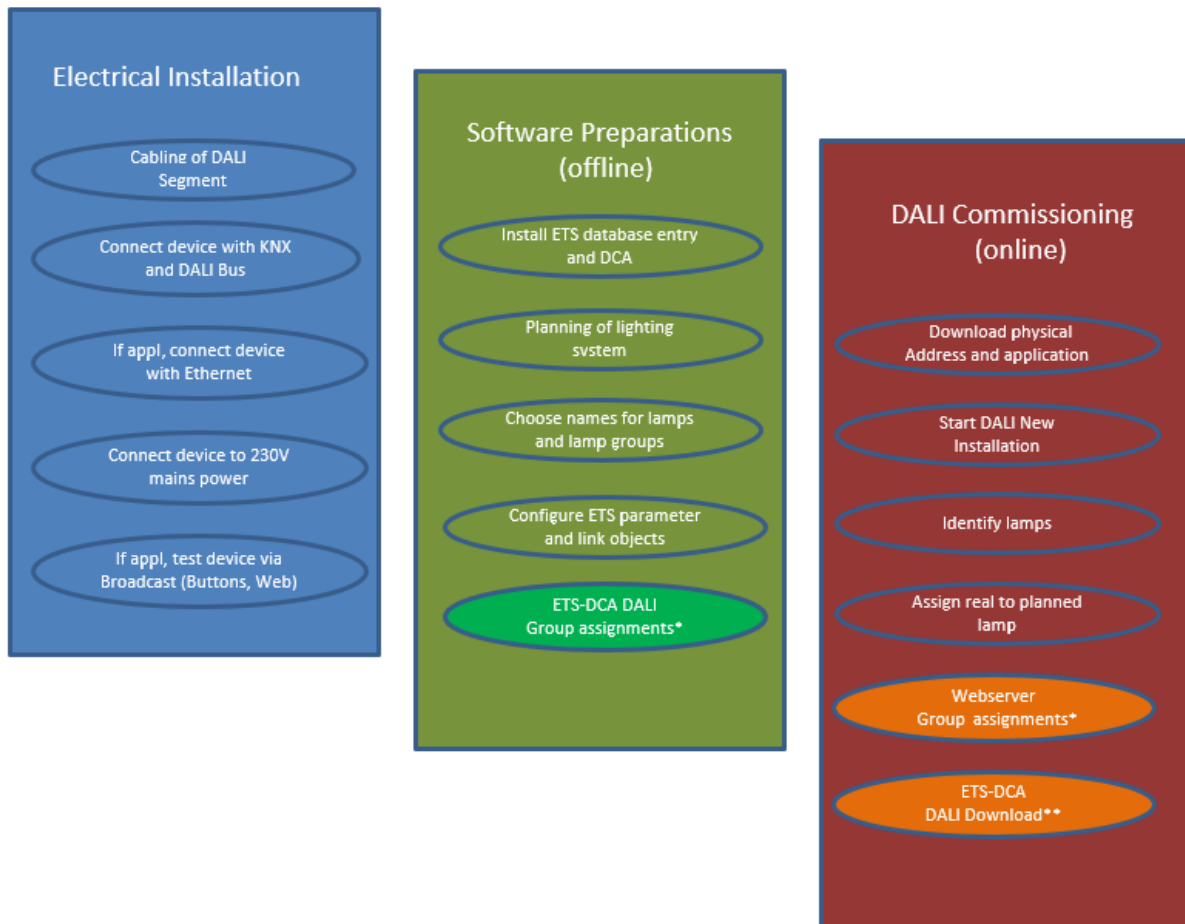 Electrical Installation
Cabling of DALI
Segment
Connect device with KNX
and DALI Bus
If appl, connect device
with Ethernet
Connect device to 230V
mains power
If appl, test device via
Broadcast (Buttons, Web)
Software Preparations
(offline)
Install ETS database entry
and DCA
Planning of lighting
system
Choose names for lamps
and lamp groups
Configure ETS parameter
and link objects
ETS-DCA DALI
Group assignments*
DALI Commissioning
(online)
Download physical
Address and application
Start DALI New
Installation
Identify lamps
Assign real to planned
lamp
Webserver
Group assignments*
ETS-DCA
DALI Download**